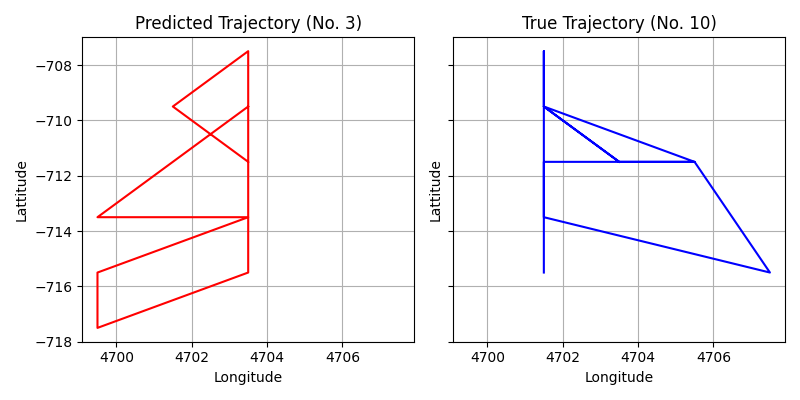 Predicted Trajectory (No. 3)
True Trajectory (No. 10)
Lattitude
−708
−710
−712
−714
−716
−718
4700 4702 4704 4706
Longitude
Lattitude
4700 4702 4704 4706
Longitude